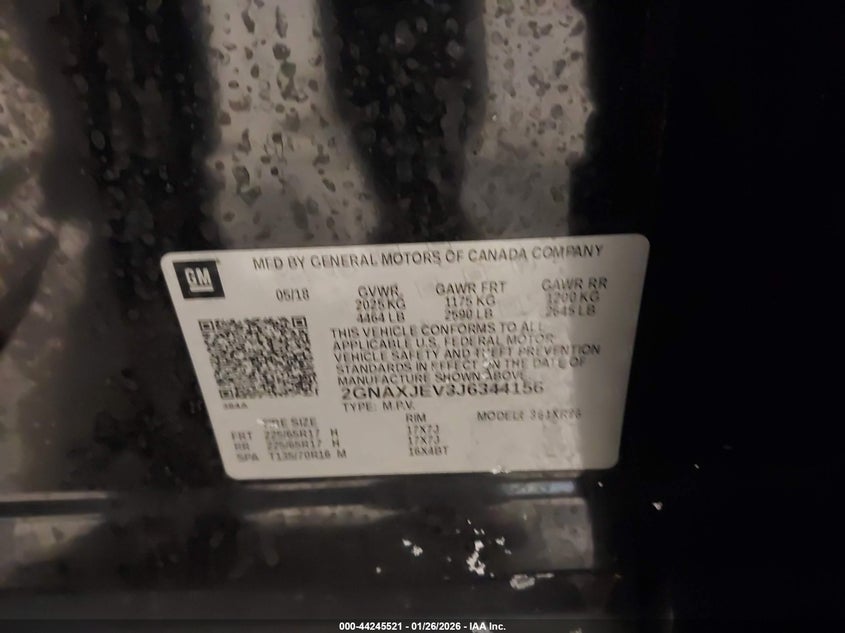 GM
MFD BY GENERAL MOTORS OF CANADA COMPANY
05/18
GVWR GAWR FRT GAWR RR
2025 KG 1175 KG 1200 KG
4464 LB 2590 LB 2645 LB
THIS VEHICLE CONFORMS TO ALL
APPLICABLE U.S. FEDERAL MOTOR
VEHICLE SAFETY AND THEFT PREVENTION
STANDARDS IN EFFECT ON THE DATE OF
MANUFACTURE SHOWN ABOVE.
2GNAXJEV3J6344156
TYPE: M.P.V. MODEL:
TIRE SIZE RIM
FRT 225/65R17 H 17X7J
RR 225/65R17 H 17X7J
SPA T135/70R16 M 16X4BT
000-44245521 - 01/26/2026 - IAA Inc.